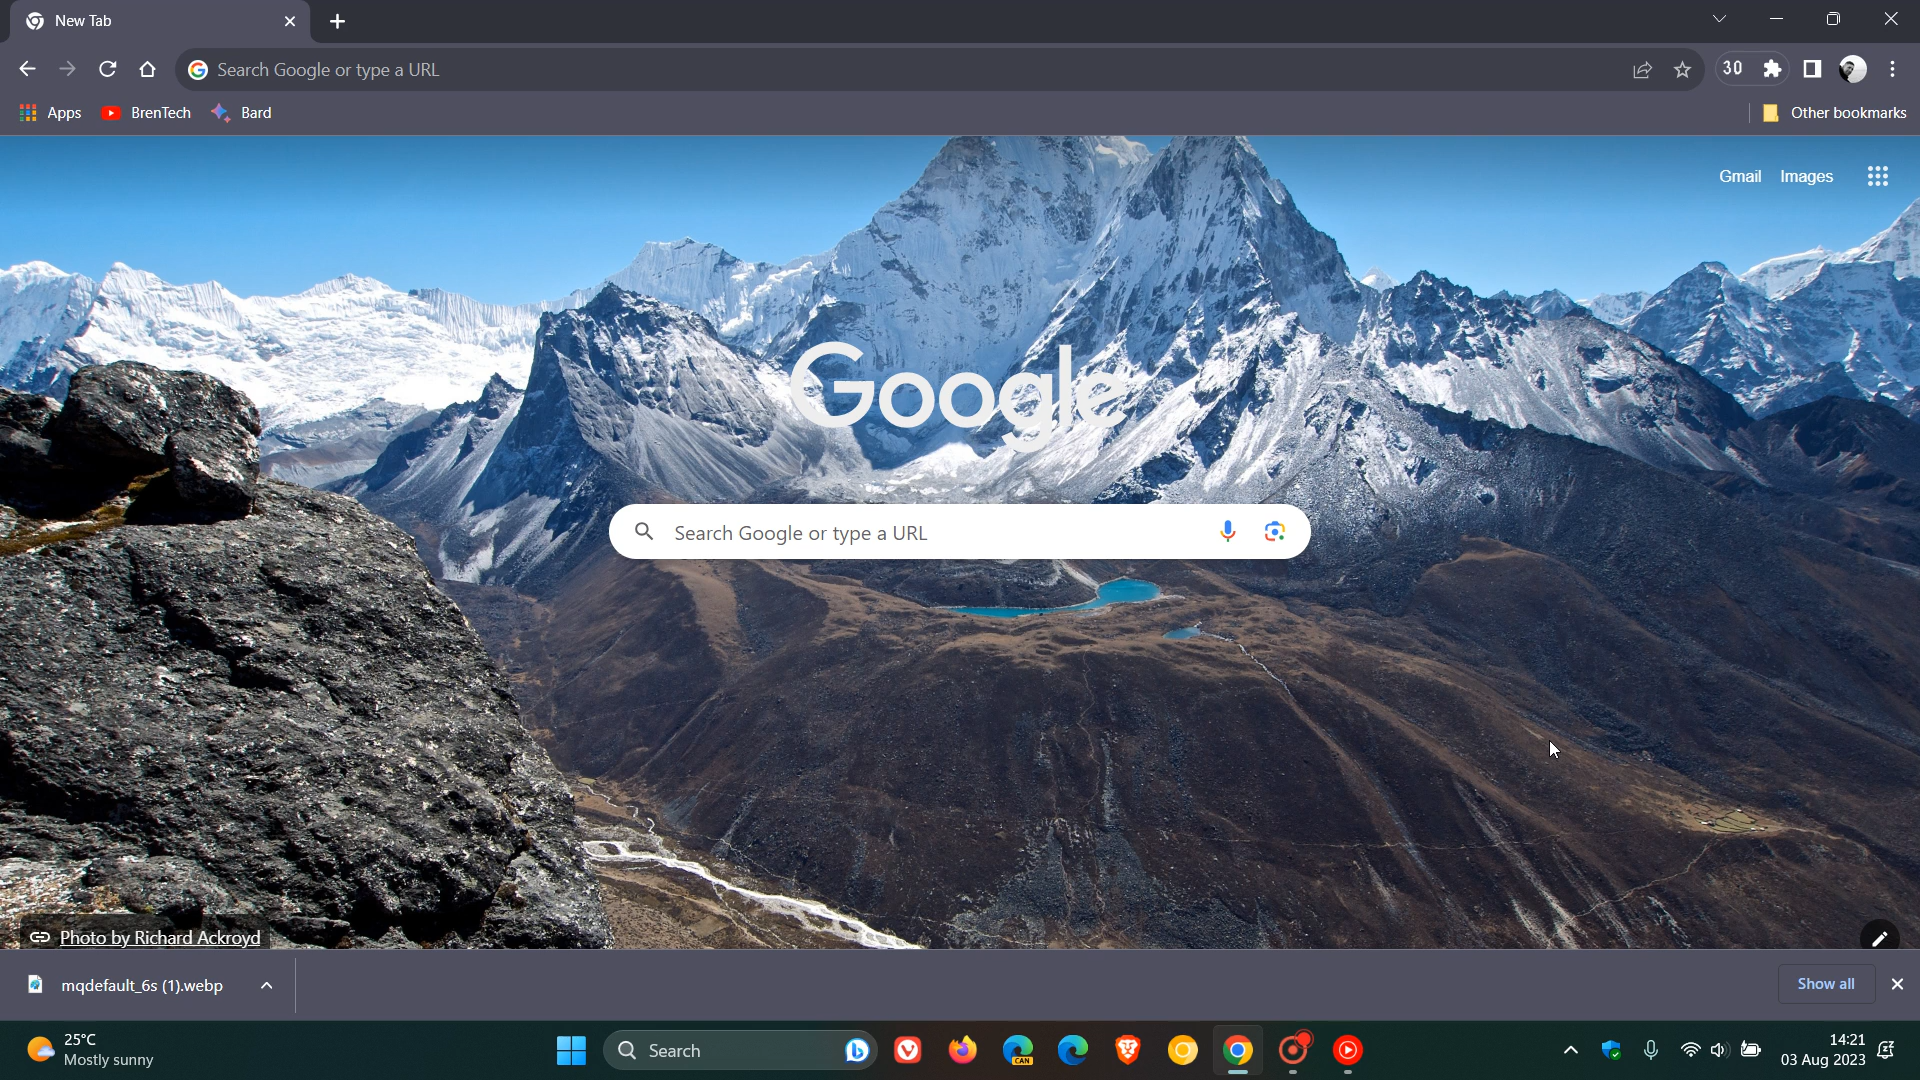 New Tab
Search Google or type a URL
30
Apps
BrenTech
Bard
Other bookmarks
Gmail
Images
Google
Search Google or type a URL
Photo by Richard Ackroyd
mqdefault_6s (1).webp
Show all
25°C
Mostly sunny
Search
CAN
14:21
03 Aug 2023